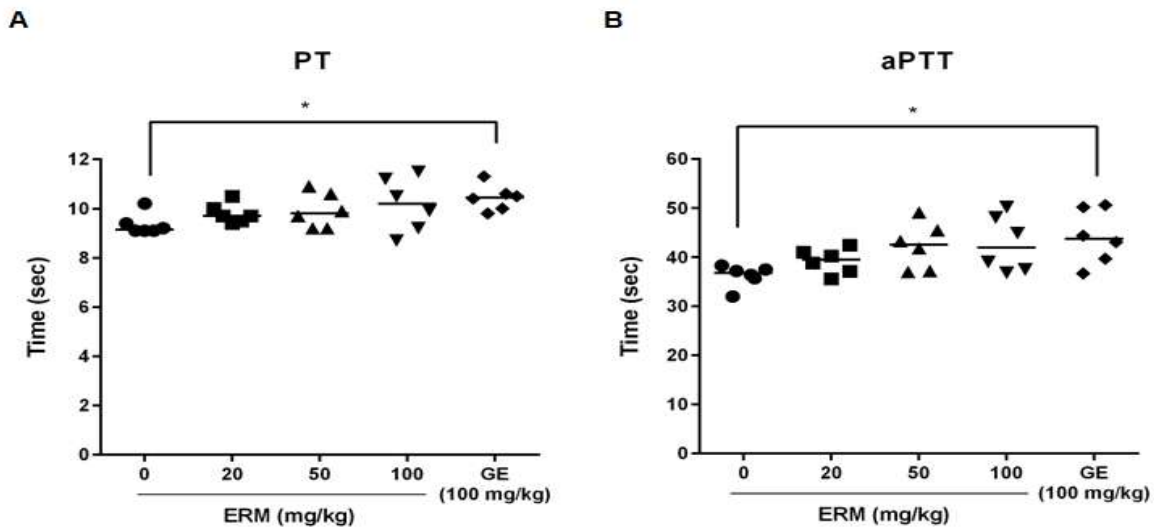 A
PT
*
Time (sec)
12
10
8
6
4
2
0
0 20 50 100 GE
(100 mg/kg)
ERM (mg/kg)
B
aPTT
*
Time (sec)
60
50
40
30
20
10
0
0 20 50 100 GE
(100 mg/kg)
ERM (mg/kg)